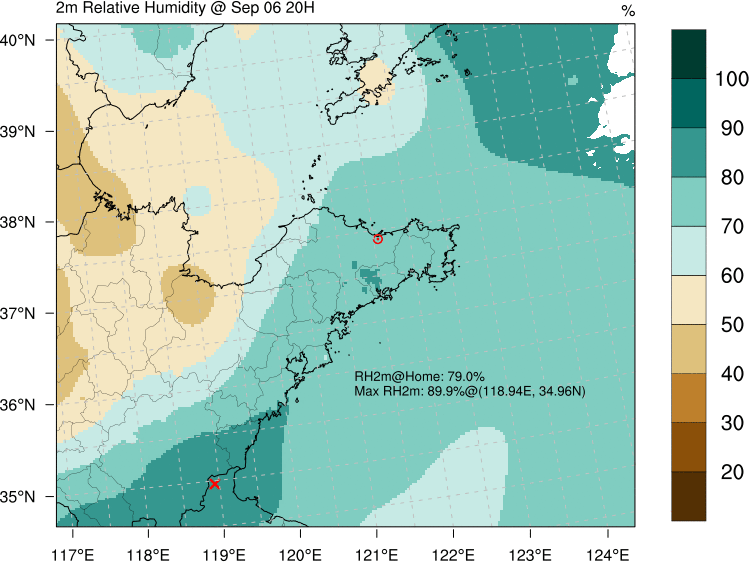 2m Relative Humidity @ Sep 06 20H
%
40°N
39°N
38°N
37°N
36°N
35°N
100
90
80
70
60
50
40
30
20
RH2m@Home: 79.0%
Max RH2m: 89.9%@(118.94E, 34.96N)
117°E 118°E 119°E 120°E 121°E 122°E 123°E 124°E